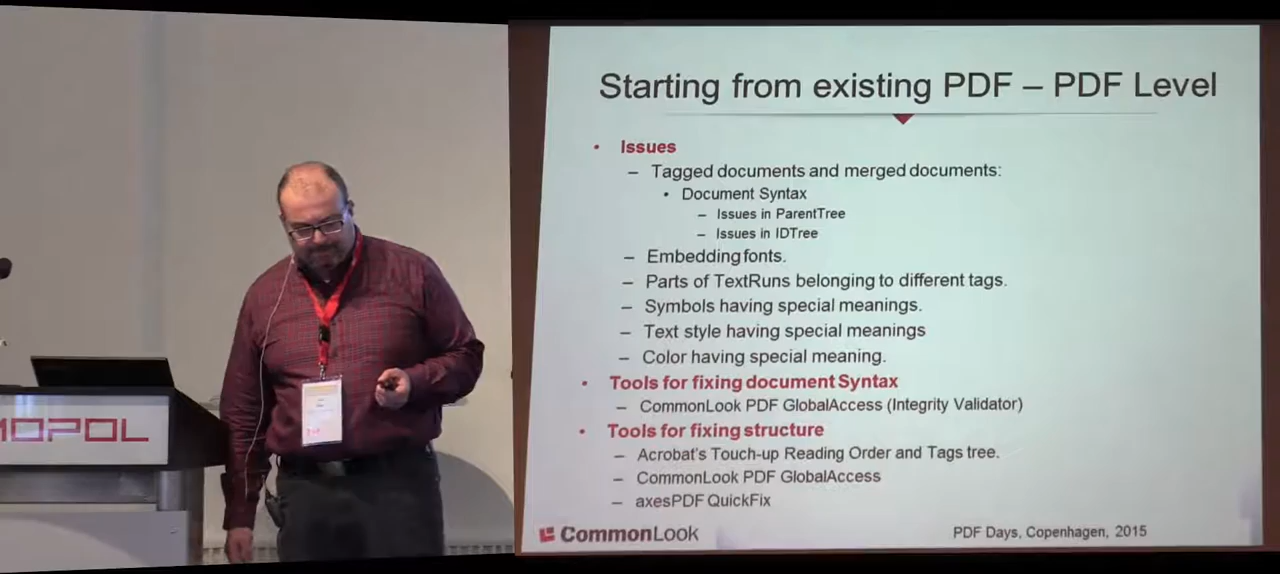 Starting from existing PDF – PDF Level
• Issues
– Tagged documents and merged documents:
• Document Syntax
– Issues in ParentTree
– Issues in IDTree
– Embedding fonts.
– Parts of TextRuns belonging to different tags.
– Symbols having special meanings.
– Text style having special meanings
– Color having special meaning.
• Tools for fixing document Syntax
– CommonLook PDF GlobalAccess (Integrity Validator)
• Tools for fixing structure
– Acrobat's Touch-up Reading Order and Tags tree.
– CommonLook PDF GlobalAccess
– axesPDF QuickFix
CommonLook
PDF Days, Copenhagen, 2015
MOPOL